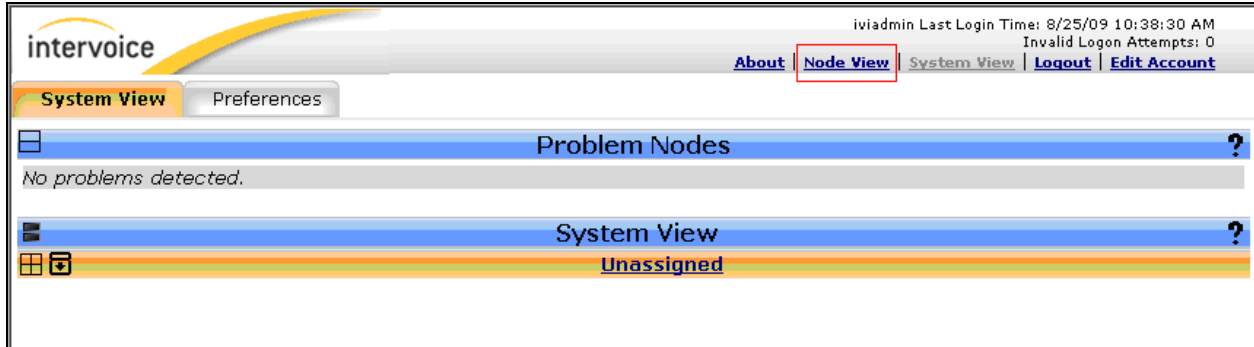 intervoice
iviadmin Last Login Time: 8/25/09 10:38:30 AM
Invalid Logon Attempts: 0
About | Node View | System View | Logout | Edit Account
System View Preferences
Problem Nodes ?
No problems detected.
System View ?
Unassigned